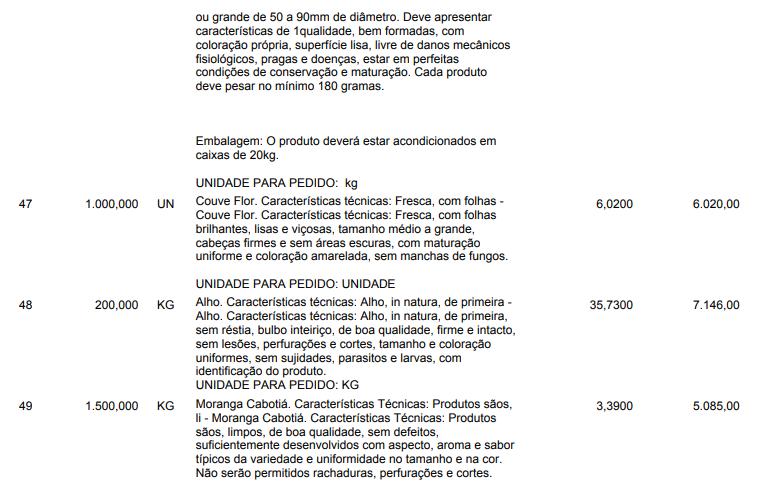 ou grande de 50 a 90mm de diâmetro. Deve apresentar
características de 1qualidade, bem formadas, com
coloração própria, superfície lisa, livre de danos mecânicos
fisiológicos, pragas e doenças, estar em perfeitas
condições de conservação e maturação. Cada produto
deve pesar no mínimo 180 gramas.
Embalagem: O produto deverá estar acondicionados em
caixas de 20kg.
UNIDADE PARA PEDIDO: kg
47 1.000,000 UN Couve Flor. Características técnicas: Fresca, com folhas - 6,0200 6.020,00
Couve Flor. Características técnicas: Fresca, com folhas
brilhantes, lisas e viçosas, tamanho médio a grande,
cabeças firmes e sem áreas escuras, com maturação
uniforme e coloração amarelada, sem manchas de fungos.
UNIDADE PARA PEDIDO: UNIDADE
48 200,000 KG Alho. Características técnicas: Alho, in natura, de primeira - 35,7300 7.146,00
Alho. Características técnicas: Alho, in natura, de primeira,
sem réstia, bulbo inteiriço, de boa qualidade, firme e intacto,
sem lesões, perfurações e cortes, tamanho e coloração
uniformes, sem sujidades, parasitos e larvas, com
identificação do produto.
UNIDADE PARA PEDIDO: KG
49 1.500,000 KG Moranga Cabotiá. Características Técnicas: Produtos sãos, 3,3900 5.085,00
li - Moranga Cabotiá. Características Técnicas: Produtos
sãos, limpos, de boa qualidade, sem defeitos,
suficientemente desenvolvidos com aspecto, aroma e sabor
típicos da variedade e uniformidade no tamanho e na cor.
Não serão permitidos rachaduras, perfurações e cortes.